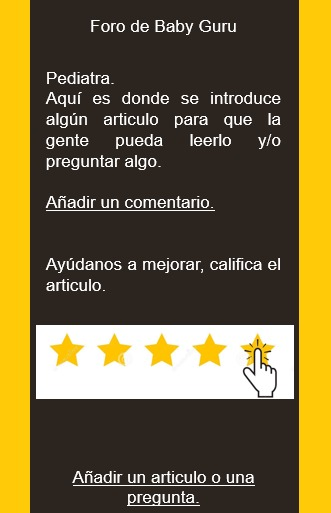 Foro de Baby Guru
Pediatra.
Aquí es donde se introduce
algún articulo para que la
gente pueda leerlo y/o
preguntar algo.
Añadir un comentario.
Ayúdanos a mejorar, califica el
articulo.
Añadir un articulo o una
pregunta.